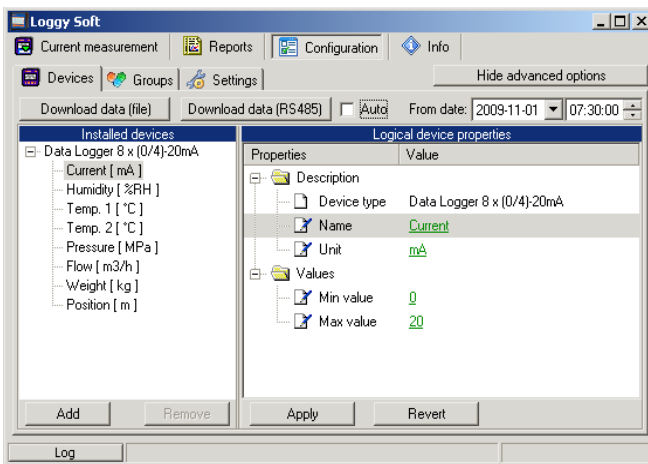 Loggy Soft
Current measurement Reports Configuration Info
Devices Groups Settings Hide advanced options
Download data (file) Download data (RS485) Auto From date: 2009-11-01 07:30:00
Installed devices Logical device properties
Data Logger 8 x (0/4)-20mA Properties Value
Current [ mA ] Description
Humidity [ %RH ] Device type Data Logger 8 x (0/4)-20mA
Temp. 1 [ °C ] Name Current
Temp. 2 [ °C ] Unit mA
Pressure [ MPa ] Values
Flow [ m3/h ] Min value 0
Weight [ kg ] Max value 20
Position [ m ]
Add Remove Apply Revert
Log